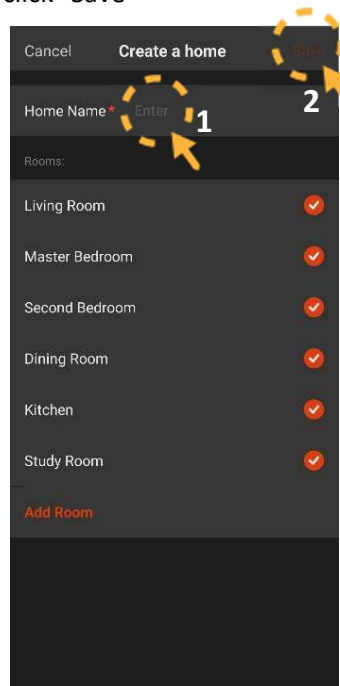 click "Save"
Cancel Create a home Save
Home Name* Enter
1
2
Rooms:
Living Room
Master Bedroom
Second Bedroom
Dining Room
Kitchen
Study Room
Add Room